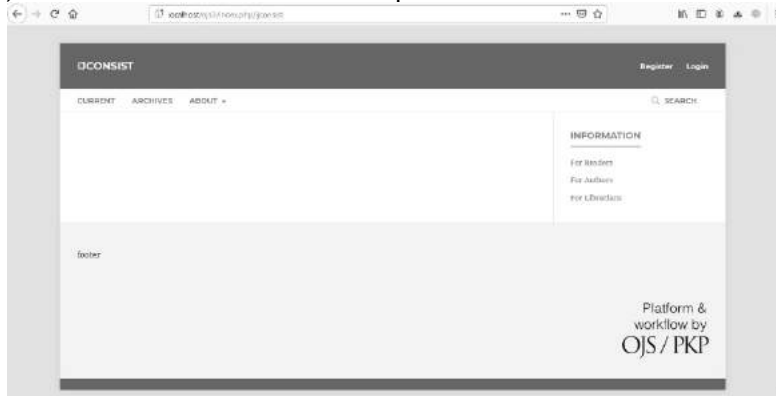 IJCONSIST
Register Login
CURRENT ARCHIVES ABOUT
SEARCH
INFORMATION
For Readers
For Authors
For Librarians
footer
Platform &
workflow by
OJS / PKP